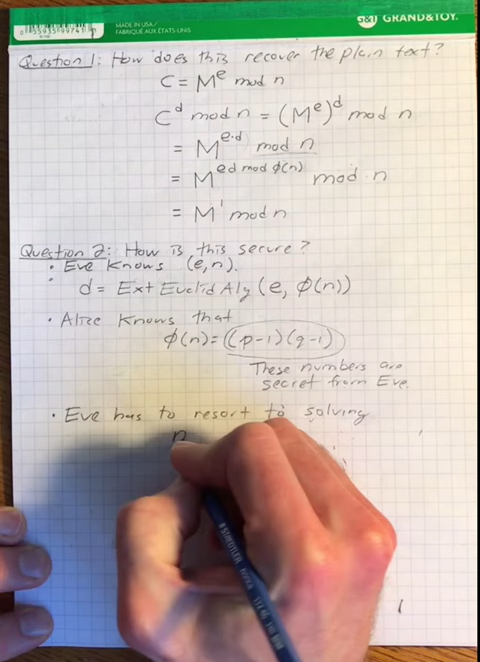 MADE IN USA/
FABRIQUÉ AUX ÉTATS-UNIS
G&T GRAND&TOY.
Question 1: How does this recover the plain text?
C = M^e mod n
C^d mod n = (M^e)^d mod n
= M^e·d mod n
= M^ed mod φ(n) mod n
= M^1 mod n
Question 2: How is this secure?
• Eve knows (e, n).
d = Ext Euclid Alg (e, φ(n))
• Alice knows that
φ(n) = (p-1)(q-1)
These numbers are
secret from Eve.
• Eve has to resort to solving
n
STAEDTLER